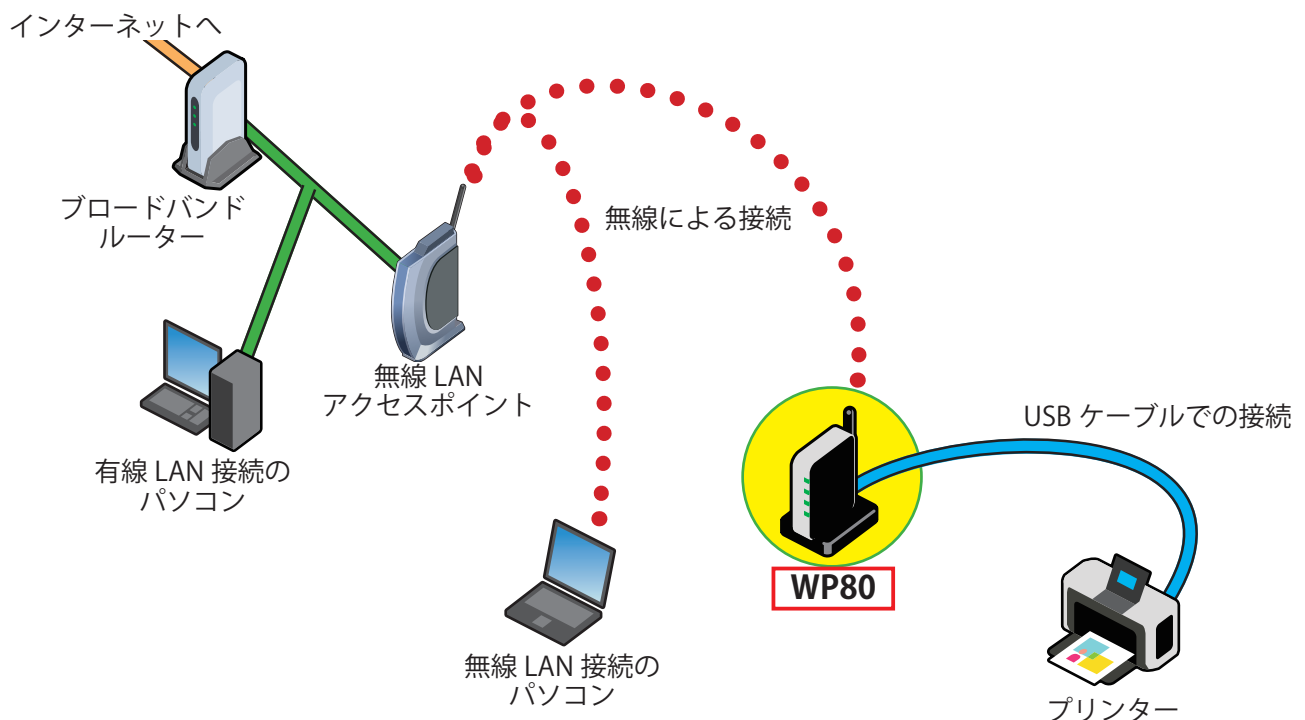 インターネットへ
ブロードバンド
ルーター
無線による接続
無線 LAN
アクセスポイント
USB ケーブルでの接続
有線 LAN 接続の
パソコン
WP80
無線 LAN 接続の
パソコン
プリンター